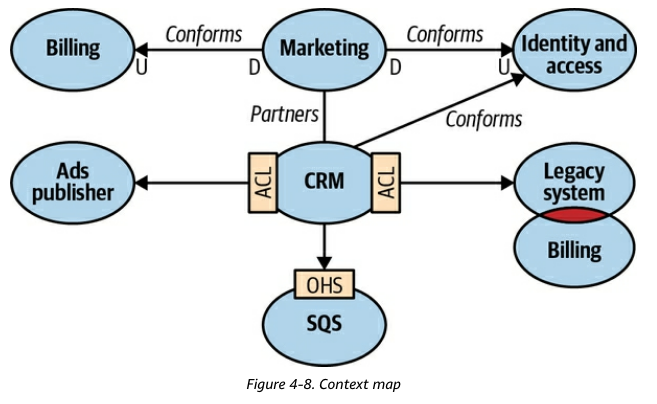 Billing
Conforms
Marketing
Conforms
Identity and
access
U
D
D
U
Partners
Conforms
Ads
publisher
ACL
CRM
ACL
Legacy
system
Billing
OHS
SQS
Figure 4-8. Context map